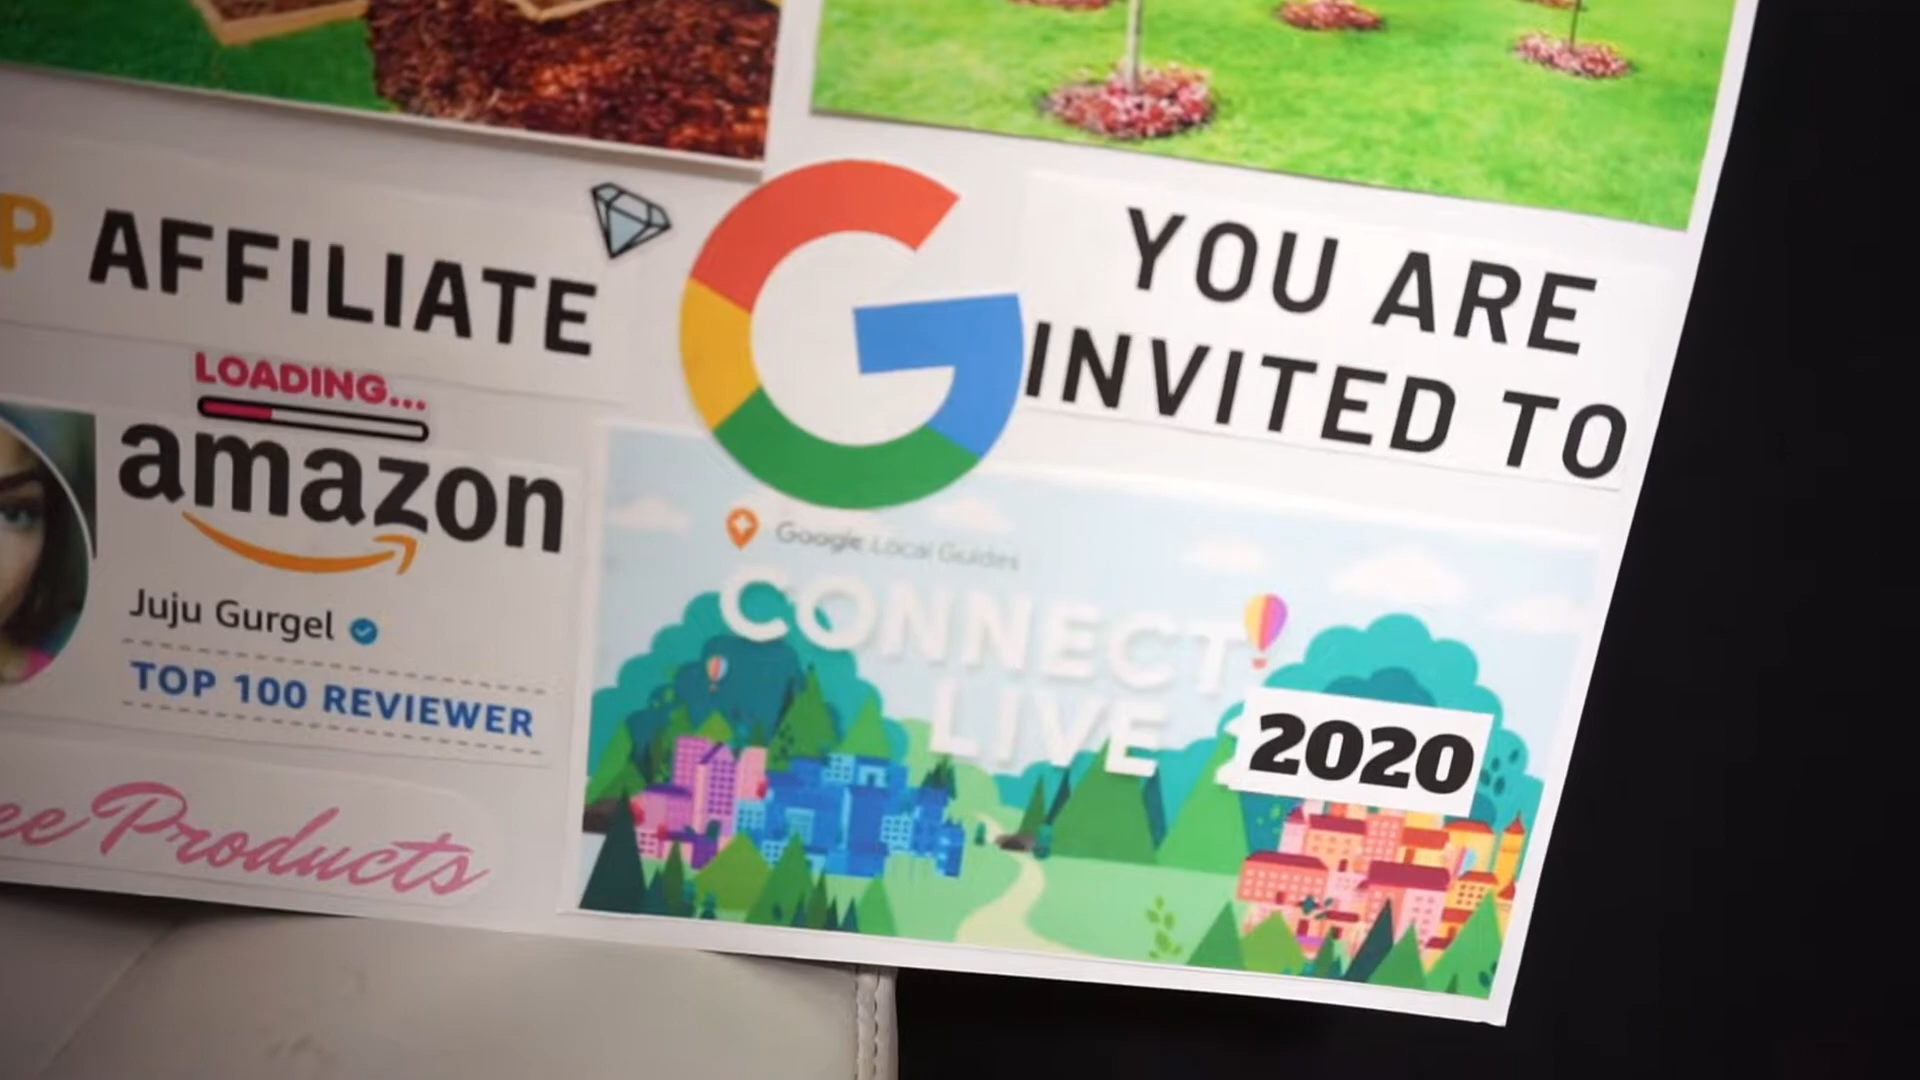 P AFFILIATE
LOADING...
amazon
Juju Gurgel
TOP 100 REVIEWER
ee Products
G
YOU ARE
INVITED TO
Google Local Guides
CONNECT
LIVE
2020